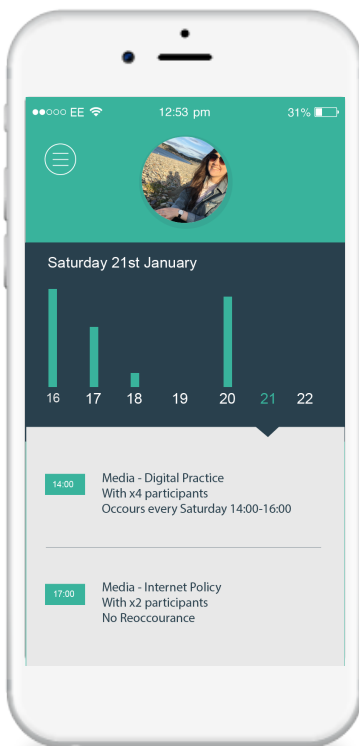 EE 12:53 pm 31%
Saturday 21st January
16 17 18 19 20 21 22
14:00
Media - Digital Practice
With x4 participants
Occours every Saturday 14:00-16:00
17:00
Media - Internet Policy
With x2 participants
No Reoccourance